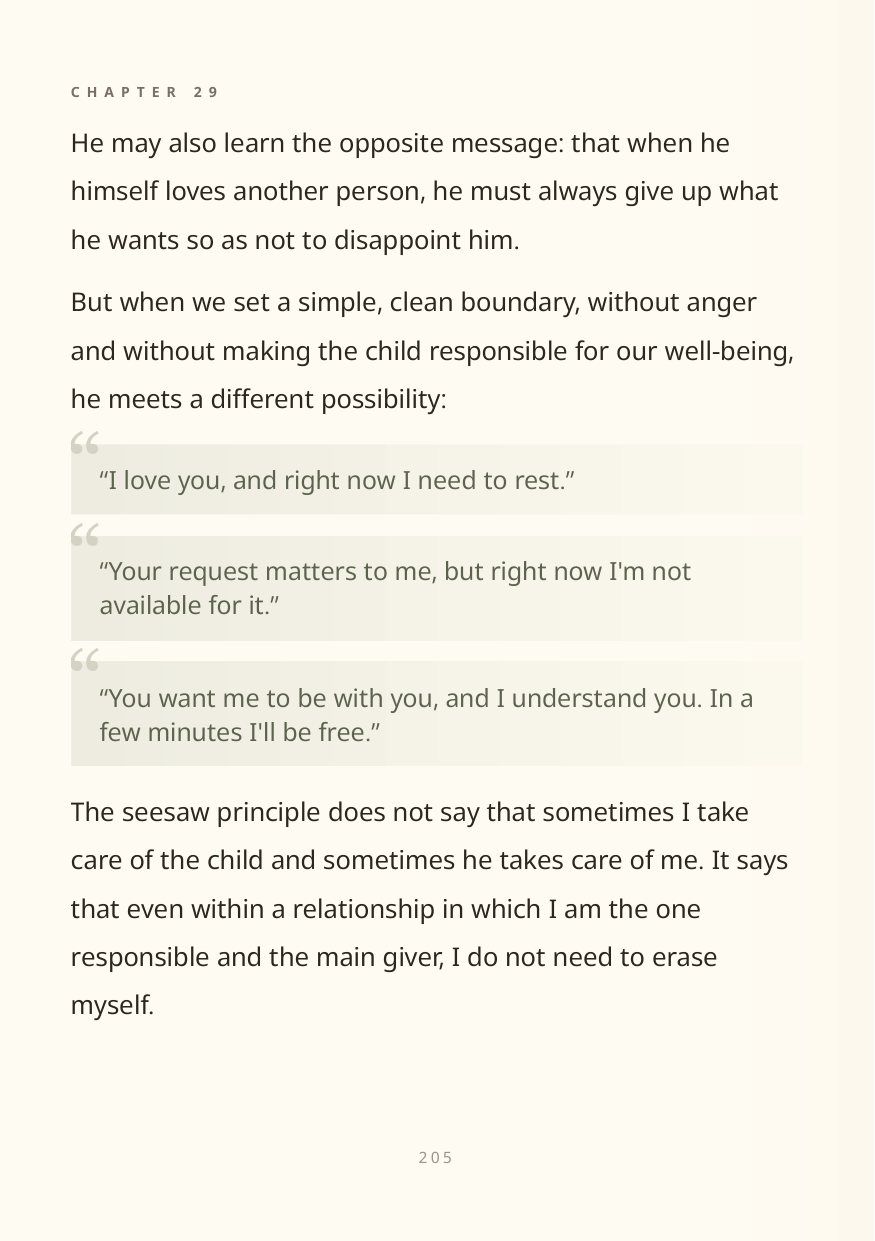 CHAPTER 29
He may also learn the opposite message: that when he
himself loves another person, he must always give up what
he wants so as not to disappoint him.
But when we set a simple, clean boundary, without anger
and without making the child responsible for our well-being,
he meets a different possibility:
“I love you, and right now I need to rest.”
“Your request matters to me, but right now I'm not
available for it.”
“You want me to be with you, and I understand you. In a
few minutes I'll be free.”
The seesaw principle does not say that sometimes I take
care of the child and sometimes he takes care of me. It says
that even within a relationship in which I am the one
responsible and the main giver, I do not need to erase
myself.
205